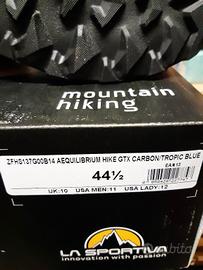 mountain
hiking
ZFHS137G00B14 AEQUILIBRIUM HIKE GTX CARBON/TROPIC BLUE
44½
UK:10
USA MEN:11
USA LADY:12
LA SPORTIVA
innovation with passion
subito